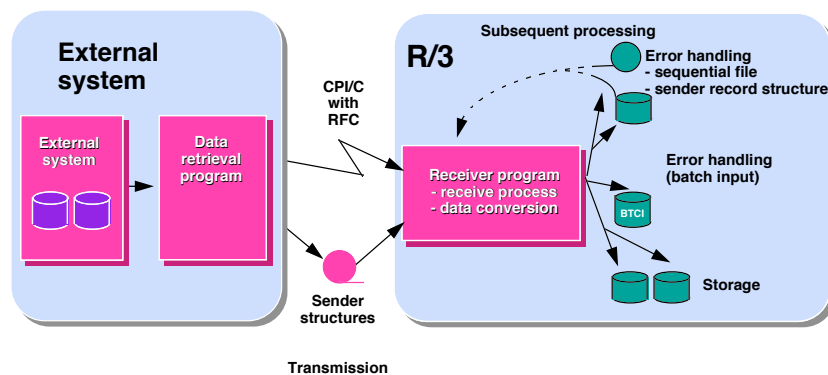 External
system
External
system
Data
retrieval
program
CPI/C
with
RFC
Sender
structures
Transmission
R/3
Subsequent processing
Error handling
- sequential file
- sender record structure
Receiver program
- receive process
- data conversion
Error handling
(batch input)
BTCI
Storage